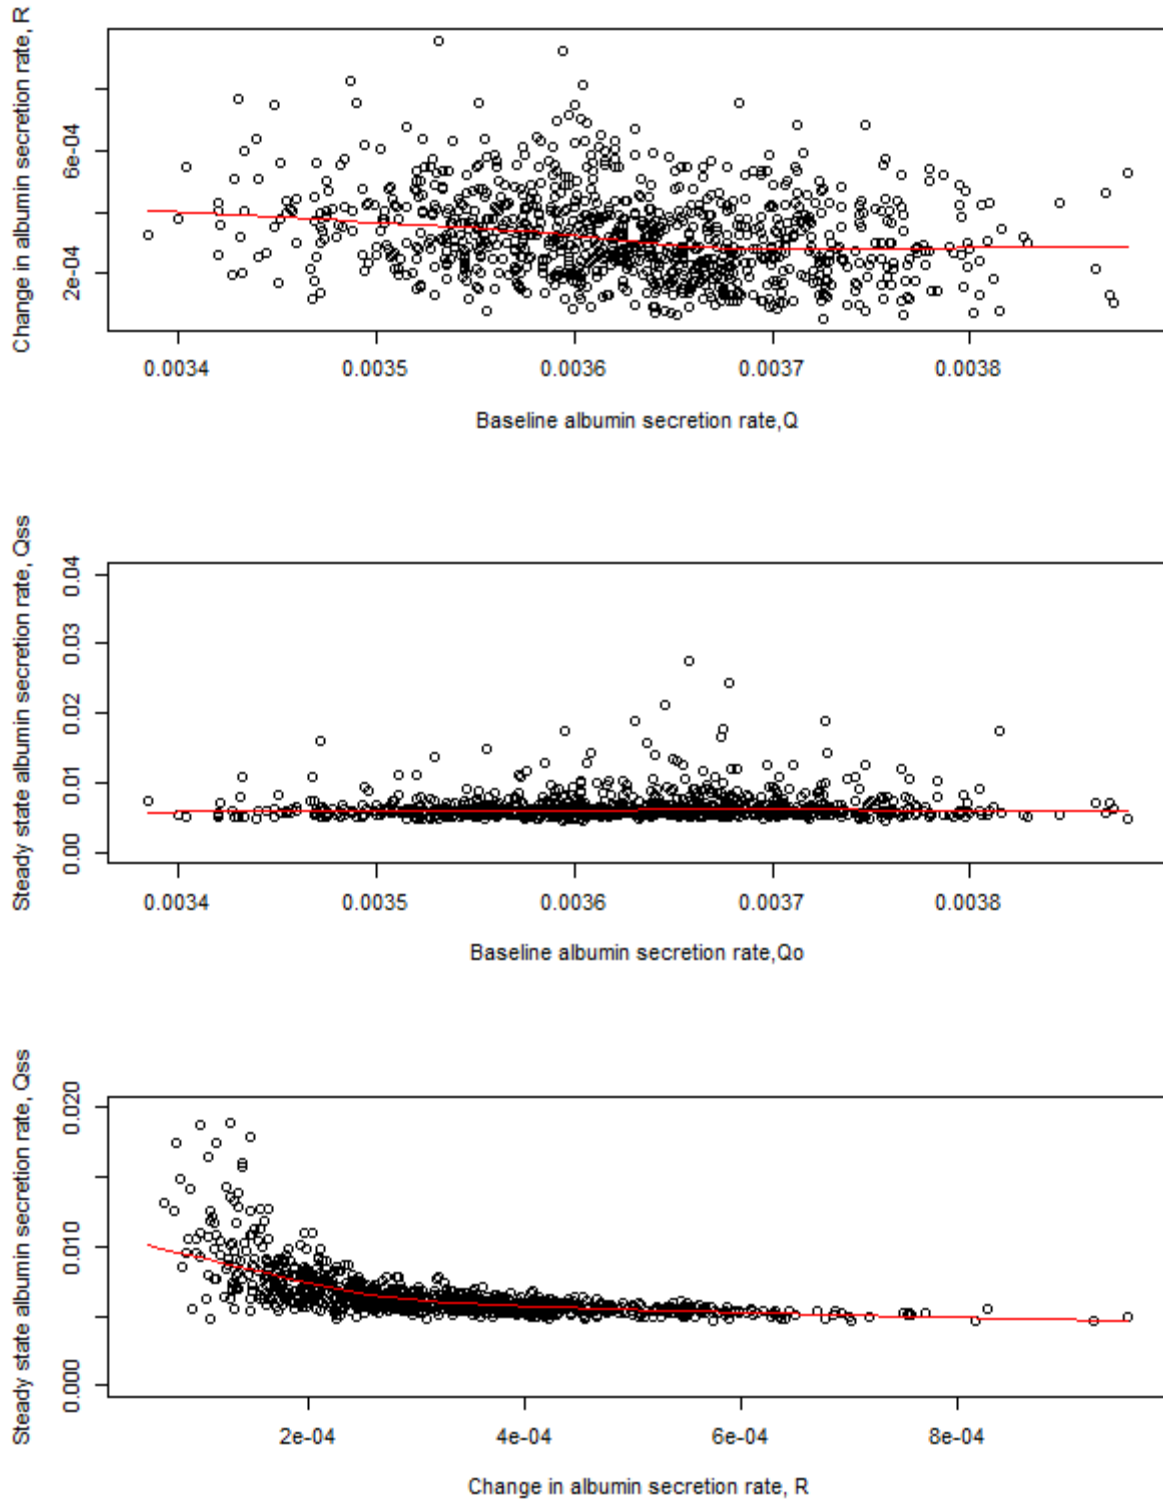 Change in albumin secretion rate, R
6e-04
2e-04
0.0034 0.0035 0.0036 0.0037 0.0038
Baseline albumin secretion rate,Q
Steady state albumin secretion rate, Qss
0.04
0.03
0.02
0.01
0.00
0.0034 0.0035 0.0036 0.0037 0.0038
Baseline albumin secretion rate,Qo
Steady state albumin secretion rate, Qss
0.020
0.010
0.000
2e-04 4e-04 6e-04 8e-04
Change in albumin secretion rate, R